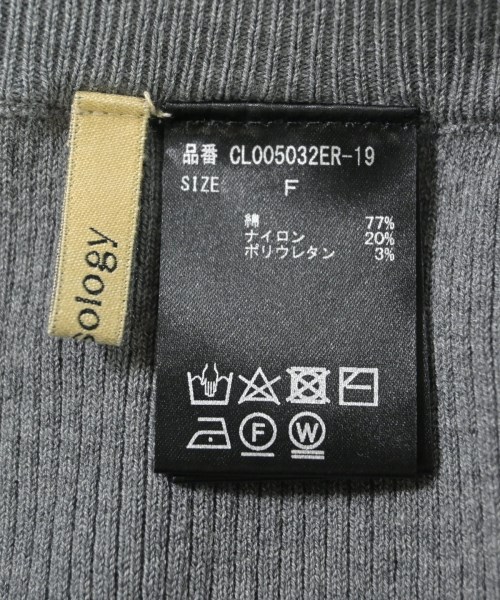 品番 CL005032ER-19
SIZE F
綿 77%
ナイロン 20%
ポリウレタン 3%
F W
ology